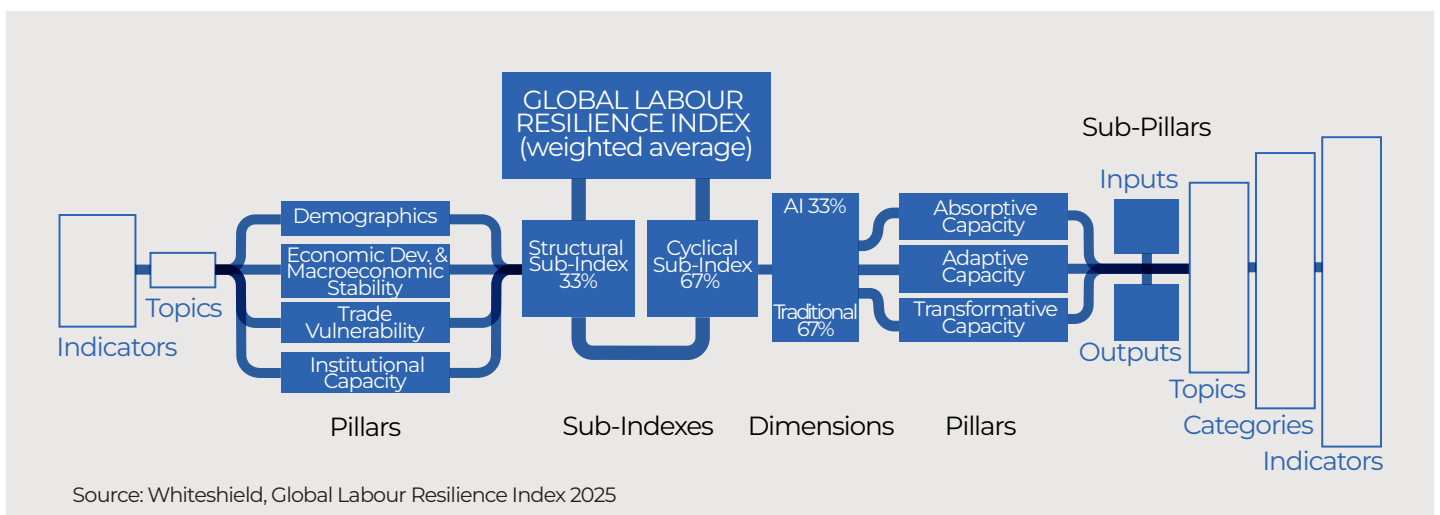 GLOBAL LABOUR
RESILIENCE INDEX
(weighted average)
Indicators
Topics
Demographics
Economic Dev. &
Macroeconomic
Stability
Trade
Vulnerability
Institutional
Capacity
Pillars
Structural
Sub-Index
33%
Cyclical
Sub-Index
67%
Sub-Indexes
AI 33%
Traditional
67%
Dimensions
Absorptive
Capacity
Adaptive
Capacity
Transformative
Capacity
Pillars
Sub-Pillars
Inputs
Outputs
Topics
Categories
Indicators
Source: Whiteshield, Global Labour Resilience Index 2025